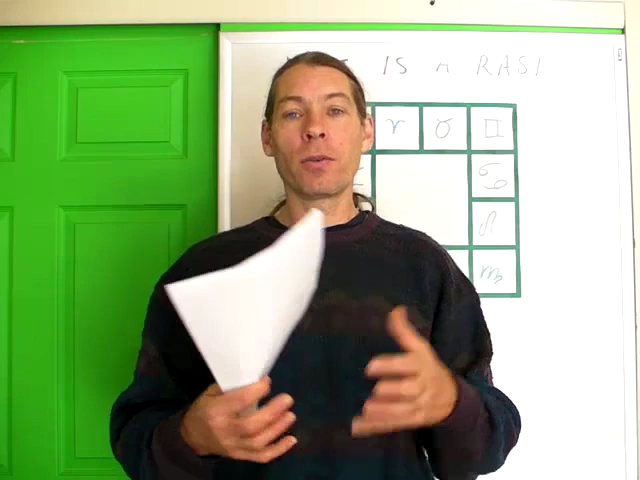 IS A RASI
♈ ♉ ♊
♋
♌
♍